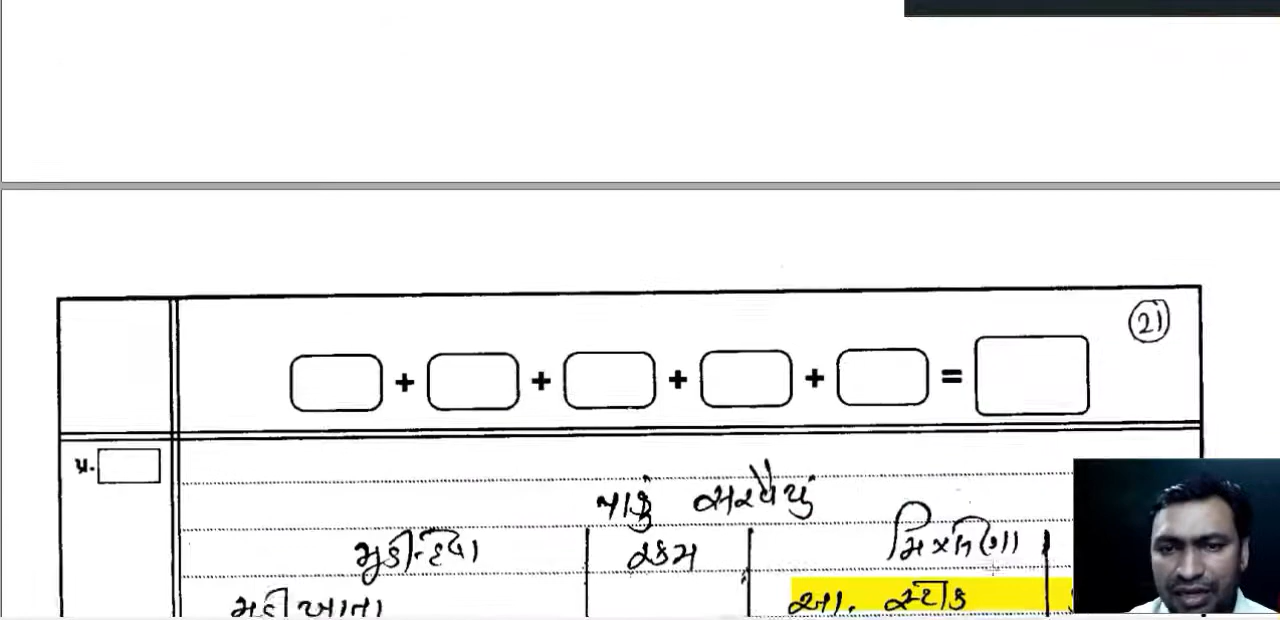 21
+ + + + =
પ્ર.
પાકું સરવૈયું
મૂડી-દેવા રકમ મિલકતો
મૂડી ખાતા આ. સ્ટોક